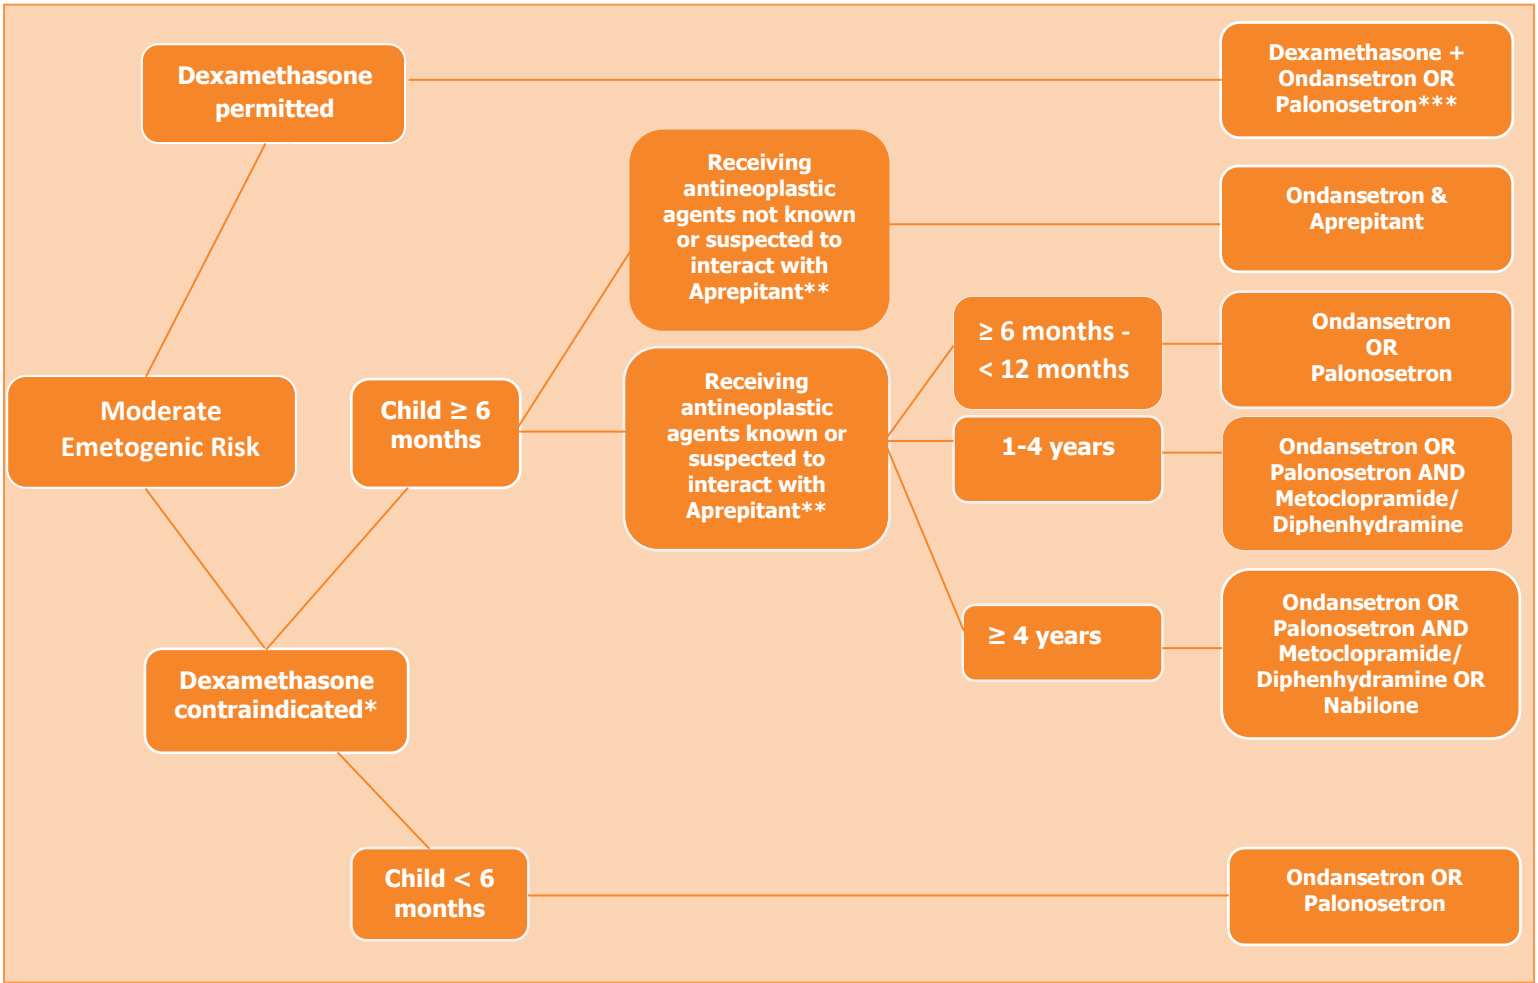 Dexamethasone
permitted
Dexamethasone +
Ondansetron OR
Palonosetron***
Receiving
antineoplastic
agents not known
or suspected to
interact with
Aprepitant**
Ondansetron &
Aprepitant
Moderate
Emetogenic Risk
Child ≥ 6
months
Receiving
antineoplastic
agents known or
suspected to
interact with
Aprepitant**
≥ 6 months -
< 12 months
Ondansetron
OR
Palonosetron
1-4 years
Ondansetron OR
Palonosetron AND
Metoclopramide/
Diphenhydramine
≥ 4 years
Ondansetron OR
Palonosetron AND
Metoclopramide/
Diphenhydramine OR
Nabilone
Dexamethasone
contraindicated*
Child < 6
months
Ondansetron OR
Palonosetron